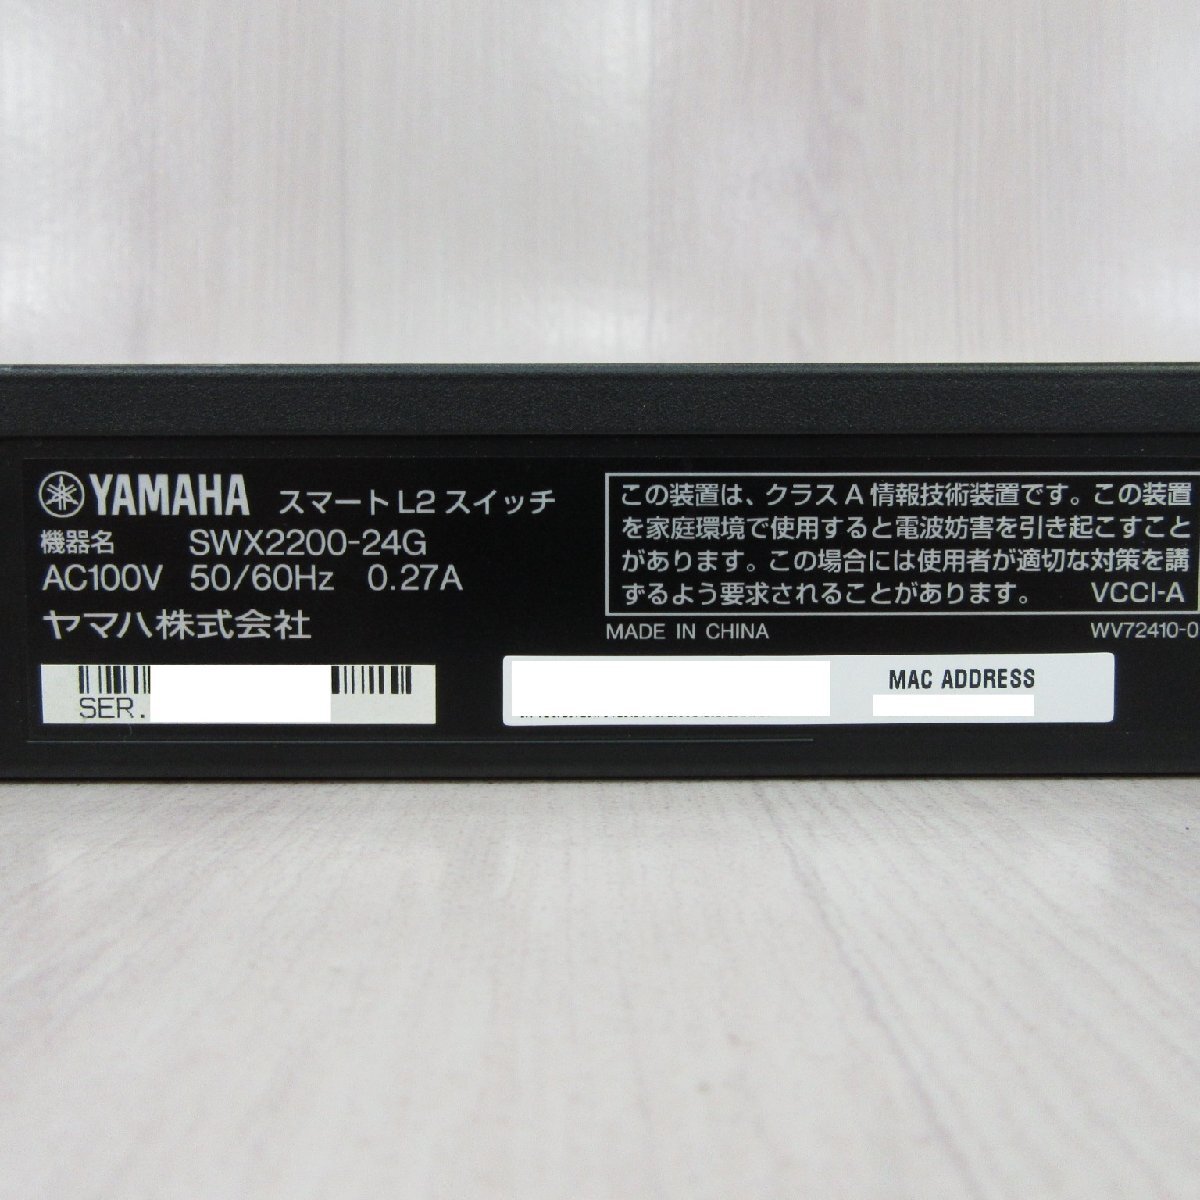 YAMAHA スマート L2 スイッチ
機器名 SWX2200-24G
AC100V 50/60Hz 0.27A
ヤマハ株式会社
この装置は、クラス A 情報技術装置です。この装置
を家庭環境で使用すると電波妨害を引き起こすこと
があります。この場合には使用者が適切な対策を講
ずるよう要求されることがあります。 VCCI-A
MADE IN CHINA WV72410-0
SER.
MAC ADDRESS